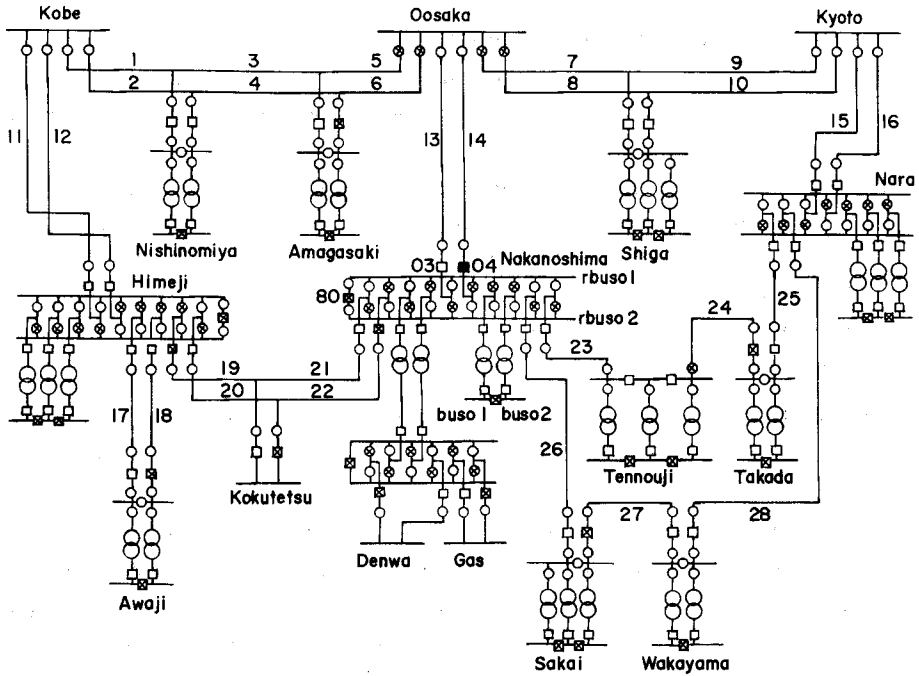 Kobe
Oosaka
Kyoto
1 3 5 7 9
2 4 6 8 10
11 12 13 14 15 16
Nara
Nishinomiya
Amagasaki
Shiga
Nakanoshima
03 04
rbuso1
Himeji
80
rbuso 2
24 25
23
19 21
20 22
17 18
buso1 buso2
26
Tennouji
Takada
Kokutetsu
27 28
Denwa
Gas
Awaji
Sakai
Wakayama